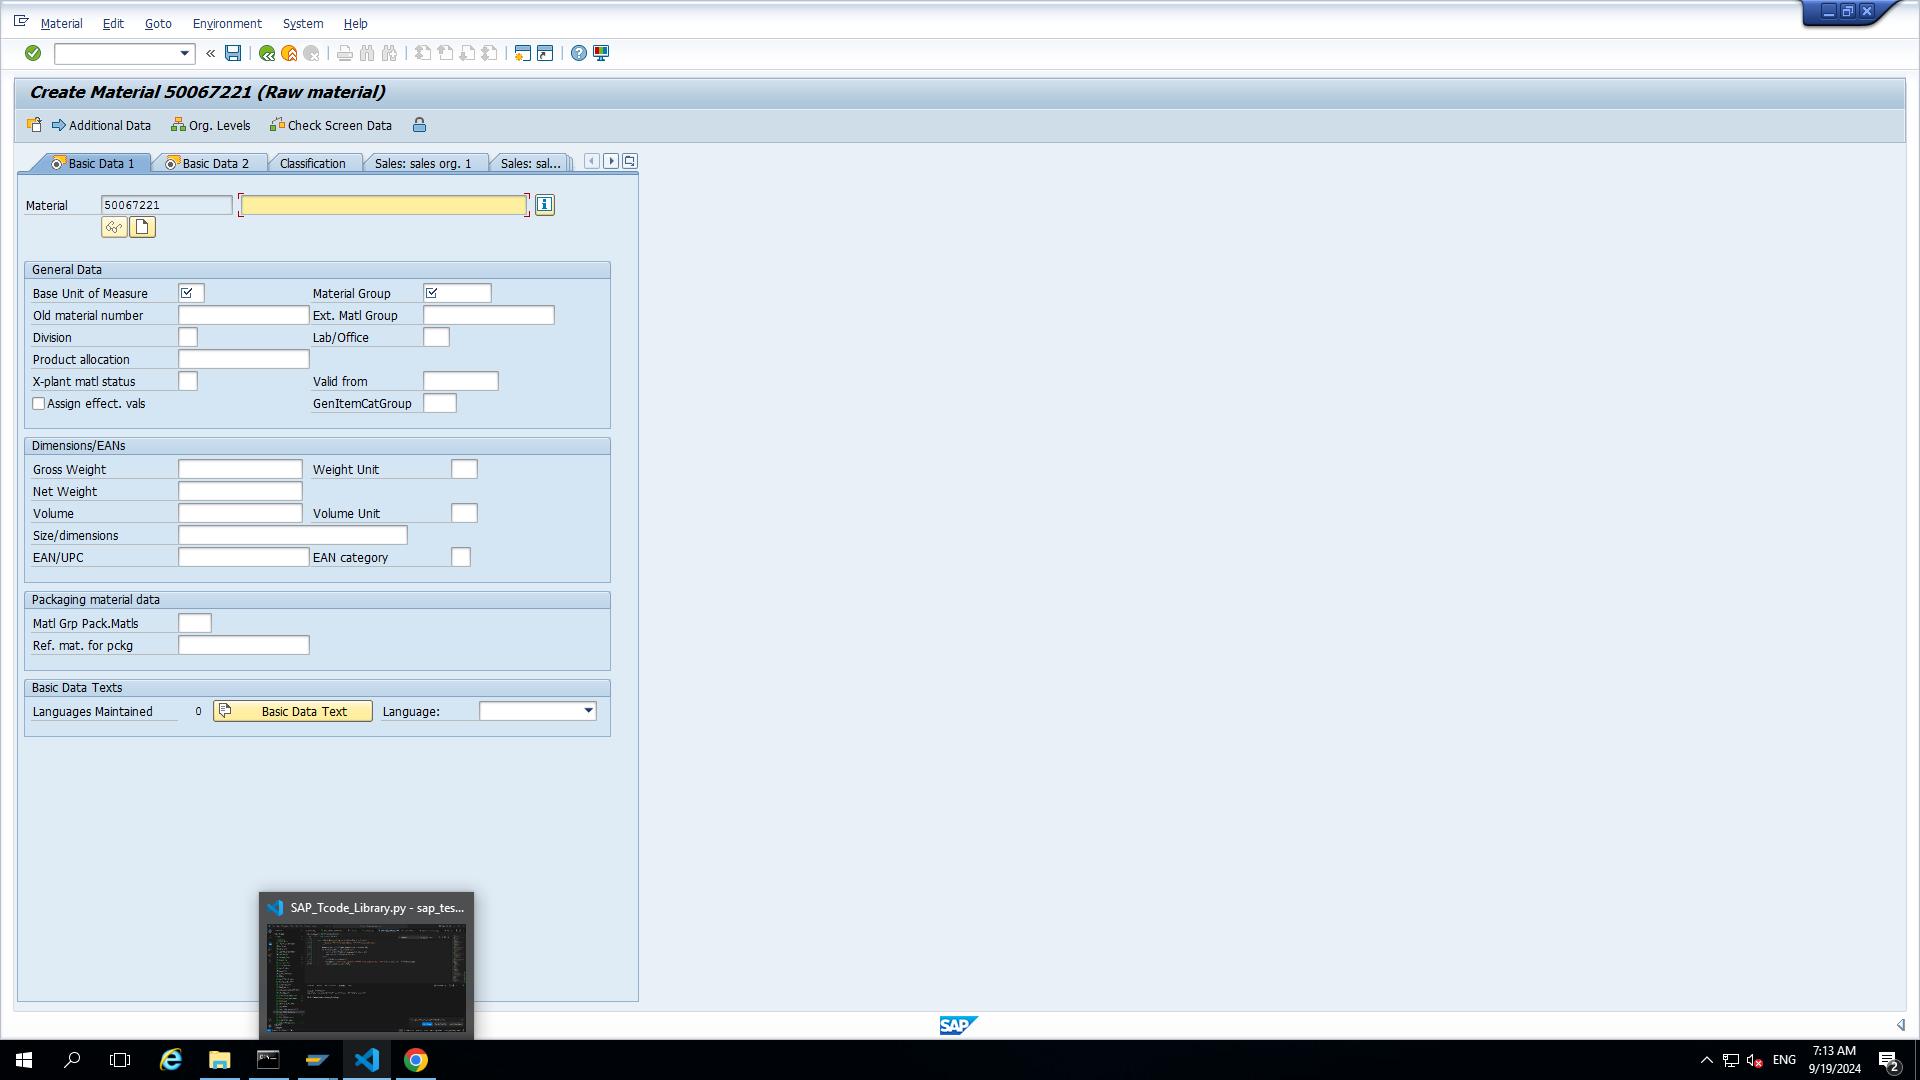 Material Edit Goto Environment System Help
Create Material 50067221 (Raw material)
Additional Data Org. Levels Check Screen Data
Basic Data 1 Basic Data 2 Classification Sales: sales org. 1 Sales: sal...
Material 50067221
General Data
Base Unit of Measure Material Group
Old material number Ext. Matl Group
Division Lab/Office
Product allocation
X-plant matl status Valid from
Assign effect. vals GenItemCatGroup
Dimensions/EANs
Gross Weight Weight Unit
Net Weight
Volume Volume Unit
Size/dimensions
EAN/UPC EAN category
Packaging material data
Matl Grp Pack.Matls
Ref. mat. for pckg
Basic Data Texts
Languages Maintained 0 Basic Data Text Language:
SAP_Tcode_Library.py - sap_tes...
SAP
ENG
7:13 AM
9/19/2024
2